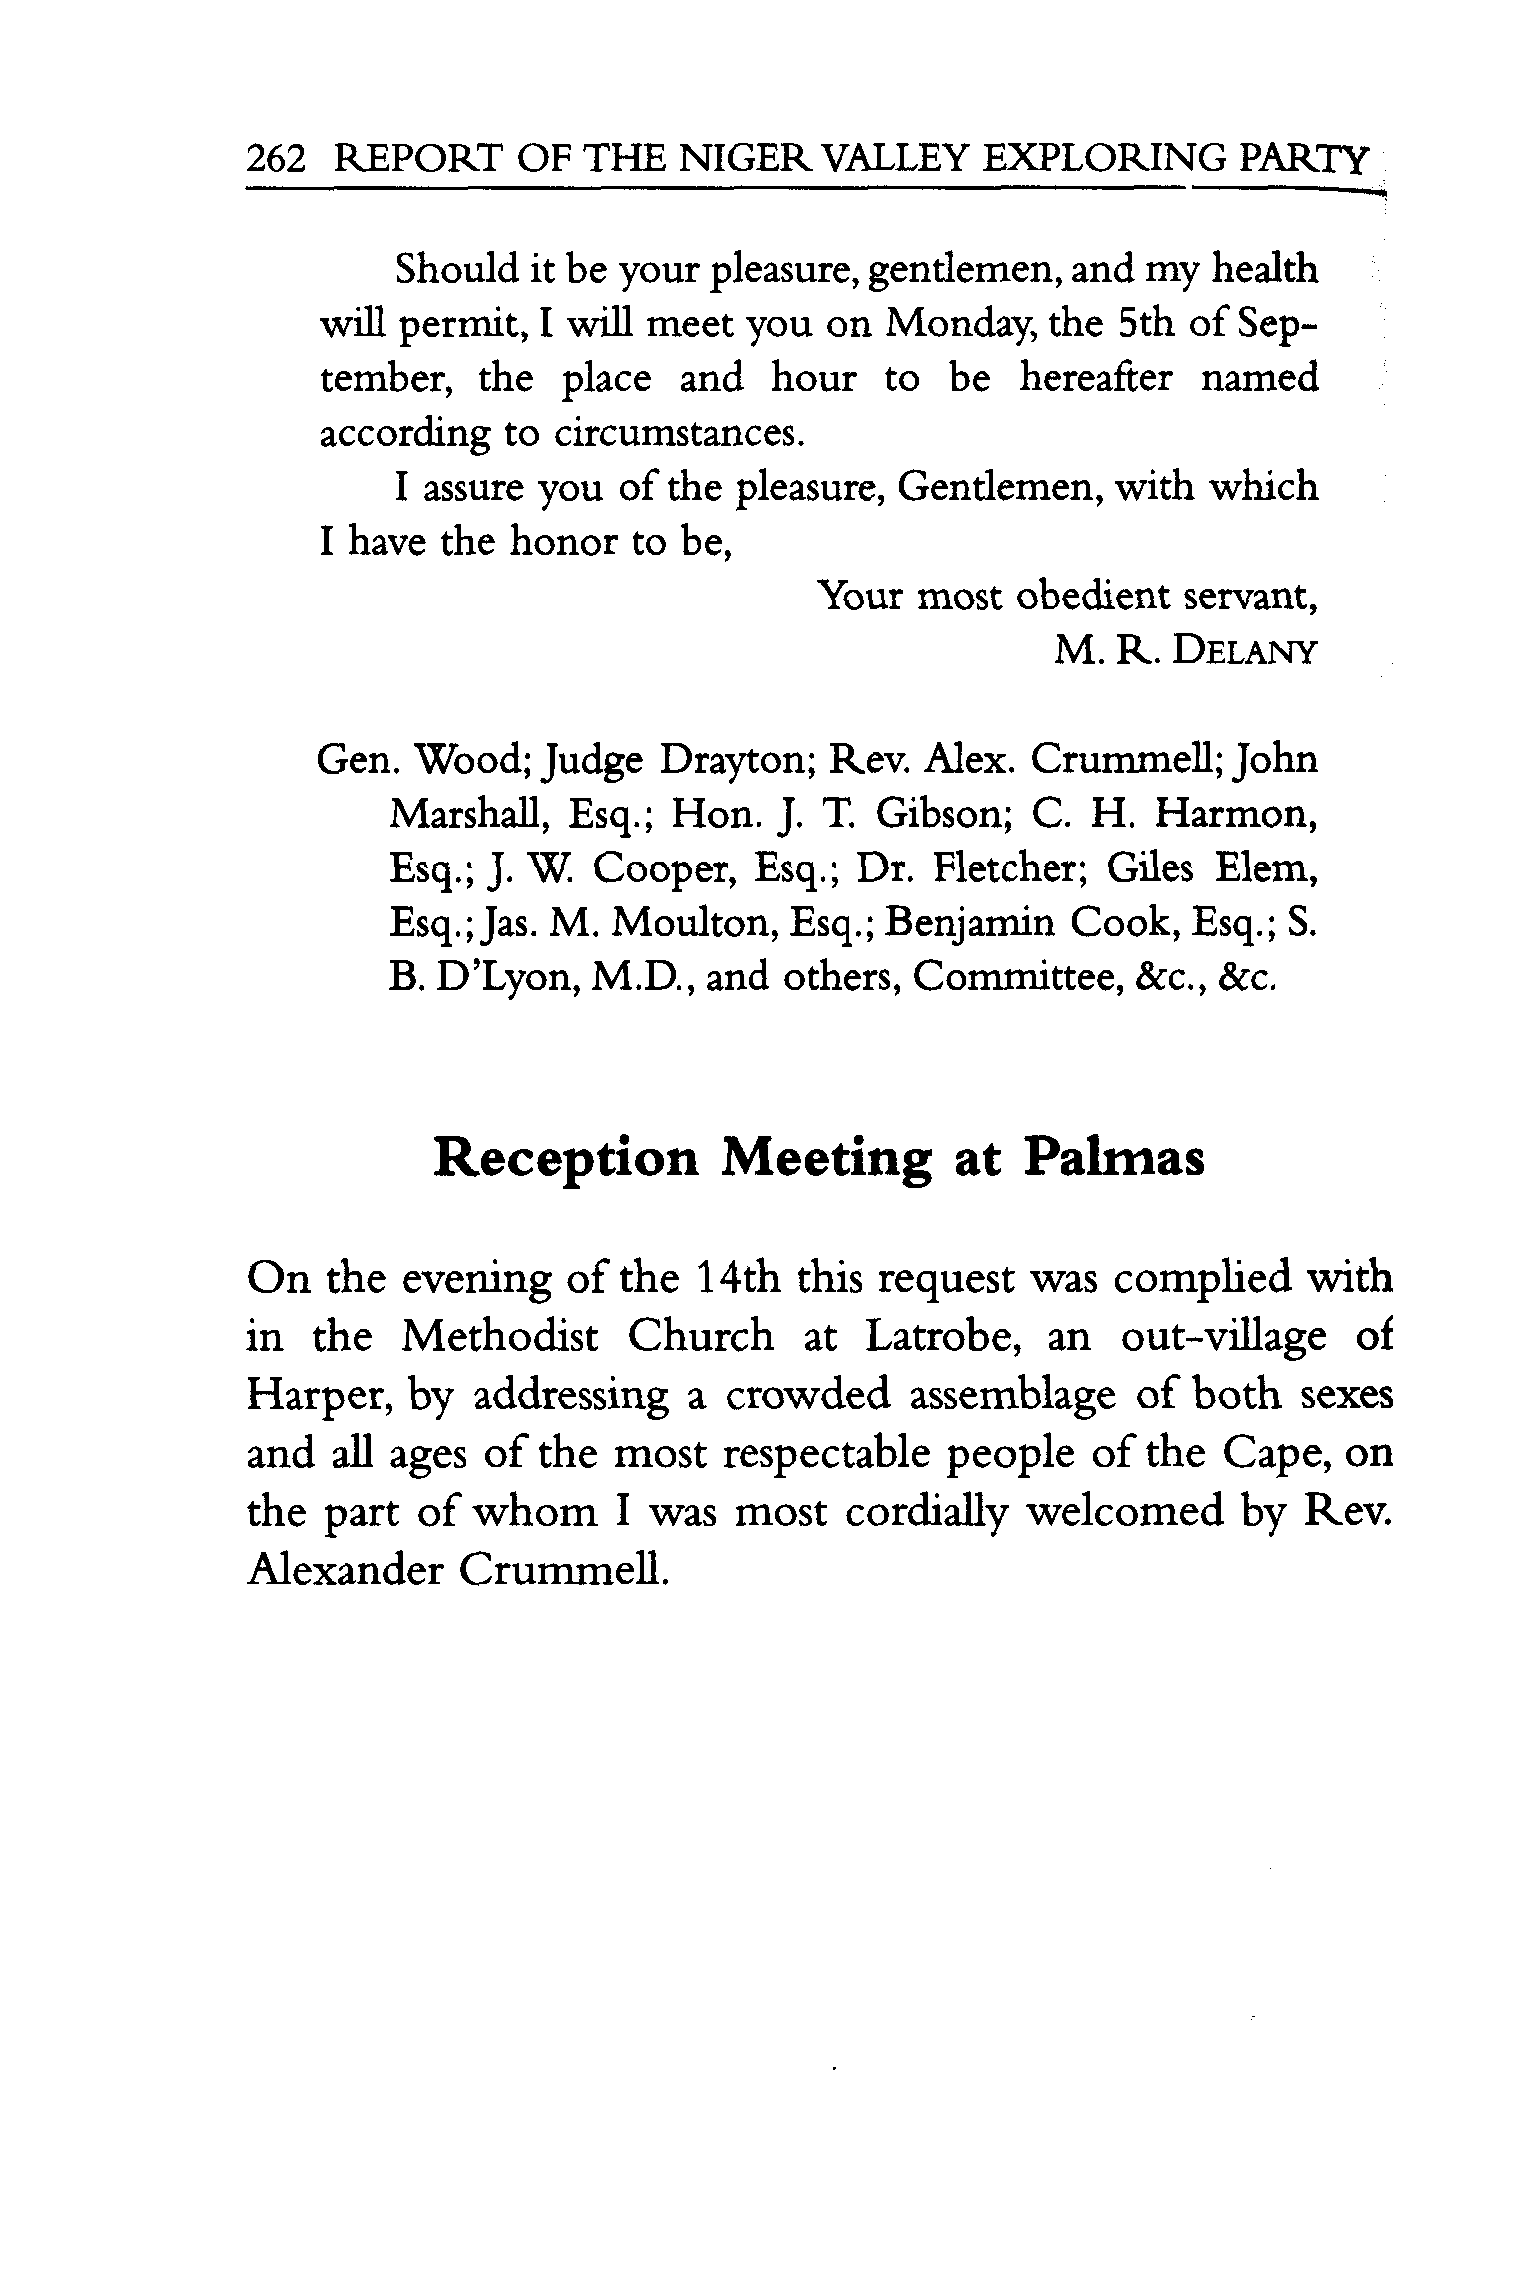 262 REPORT OF THE NIGER VALLEY EXPLORING PARTY
Should it be your pleasure, gentlemen, and my health
will permit, I will meet you on Monday, the 5th of Sep-
tember, the place and hour to be hereafter named
according to circumstances.
I assure you of the pleasure, Gentlemen, with which
I have the honor to be,
Your most obedient servant,
M. R. DELANY
Gen. Wood; Judge Drayton; Rev. Alex. Crummell; John
Marshall, Esq.; Hon. J. T. Gibson; C. H. Harmon,
Esq.; J. W. Cooper, Esq.; Dr. Fletcher; Giles Elem,
Esq.; Jas. M. Moulton, Esq.; Benjamin Cook, Esq.; S.
B. D’Lyon, M.D., and others, Committee, &c., &c.
Reception Meeting at Palmas
On the evening of the 14th this request was complied with
in the Methodist Church at Latrobe, an out-village of
Harper, by addressing a crowded assemblage of both sexes
and all ages of the most respectable people of the Cape, on
the part of whom I was most cordially welcomed by Rev.
Alexander Crummell.